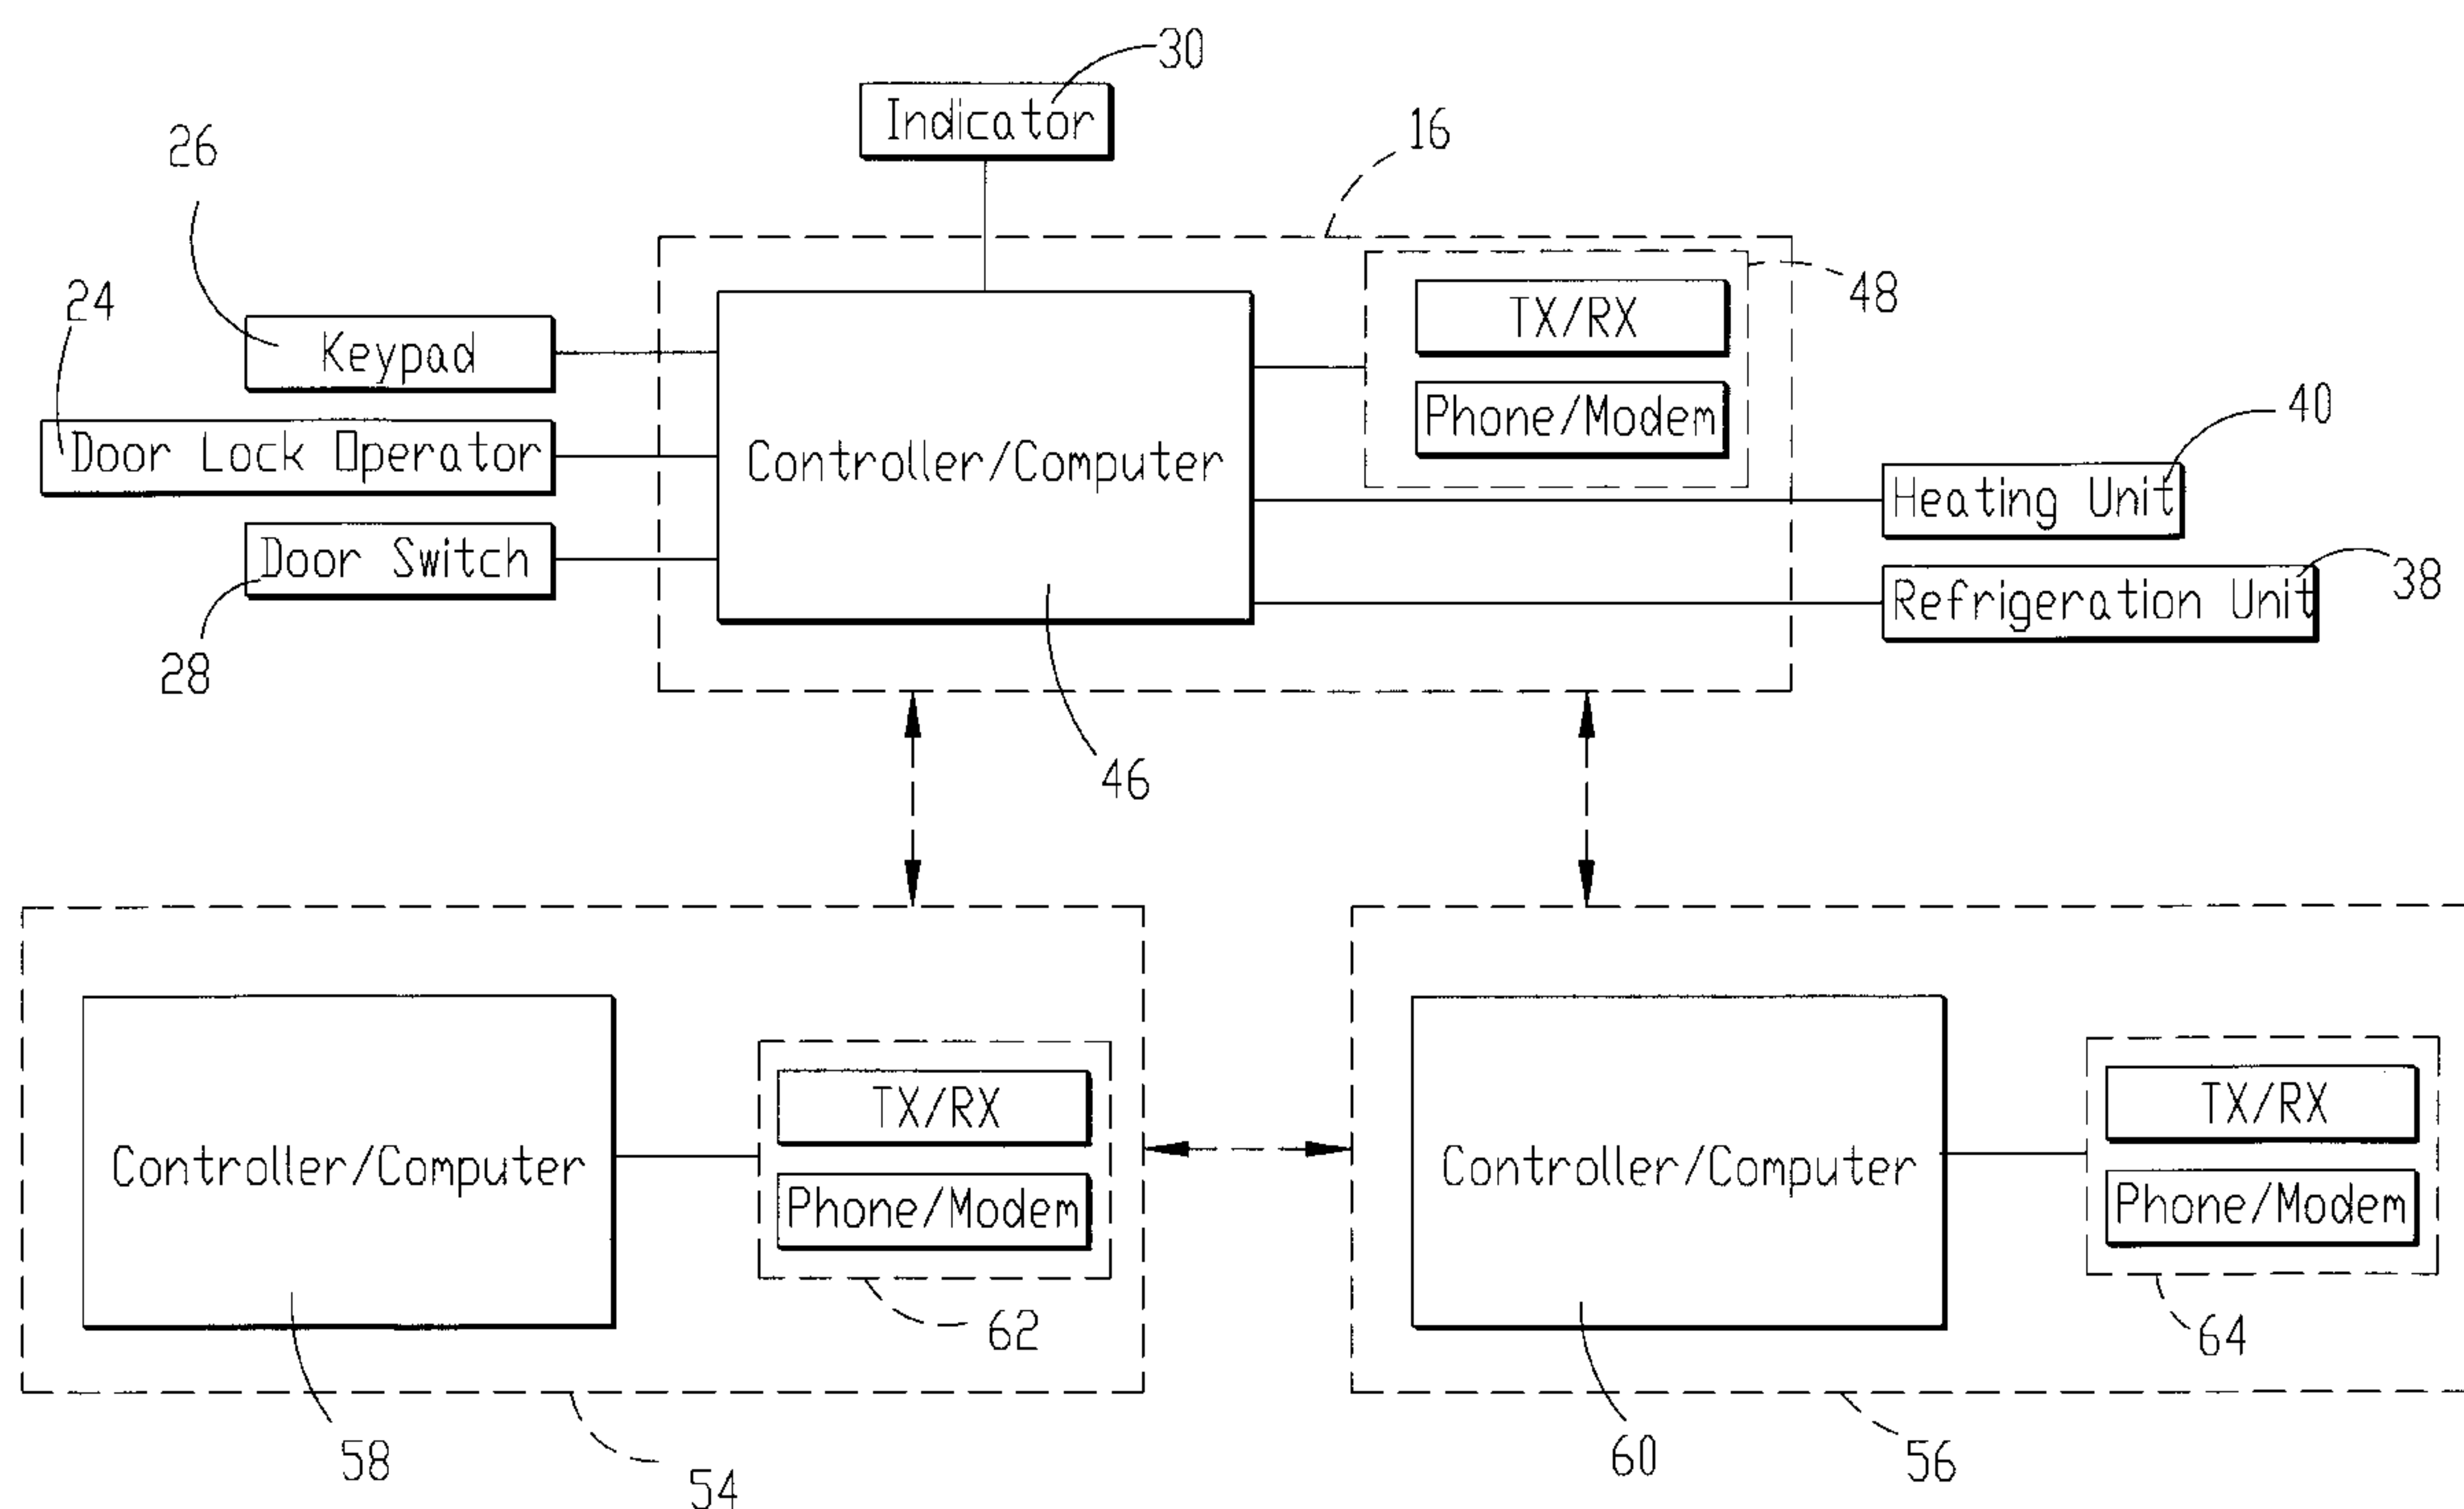 30
Indicator
26
16
24
48
TX/RX
Keypad
Phone/Modem
40
Door Lock Operator
Controller/Computer
Heating Unit
Door Switch
38
Refrigeration Unit
28
46
TX/RX
TX/RX
Controller/Computer
Controller/Computer
Phone/Modem
Phone/Modem
62
64
58
54
60
56